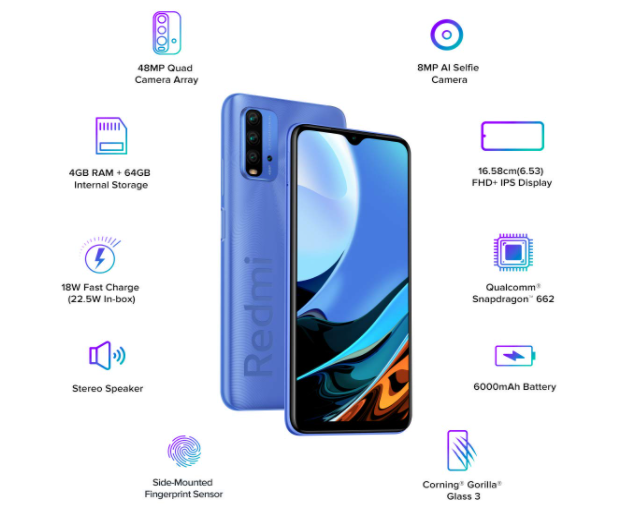 48MP Quad
Camera Array
8MP AI Selfie
Camera
4GB RAM + 64GB
Internal Storage
16.58cm(6.53)
FHD+ IPS Display
18W Fast Charge
(22.5W In-box)
Qualcomm®
Snapdragon™ 662
Redmi
Stereo Speaker
6000mAh Battery
Side-Mounted
Fingerprint Sensor
Corning® Gorilla®
Glass 3